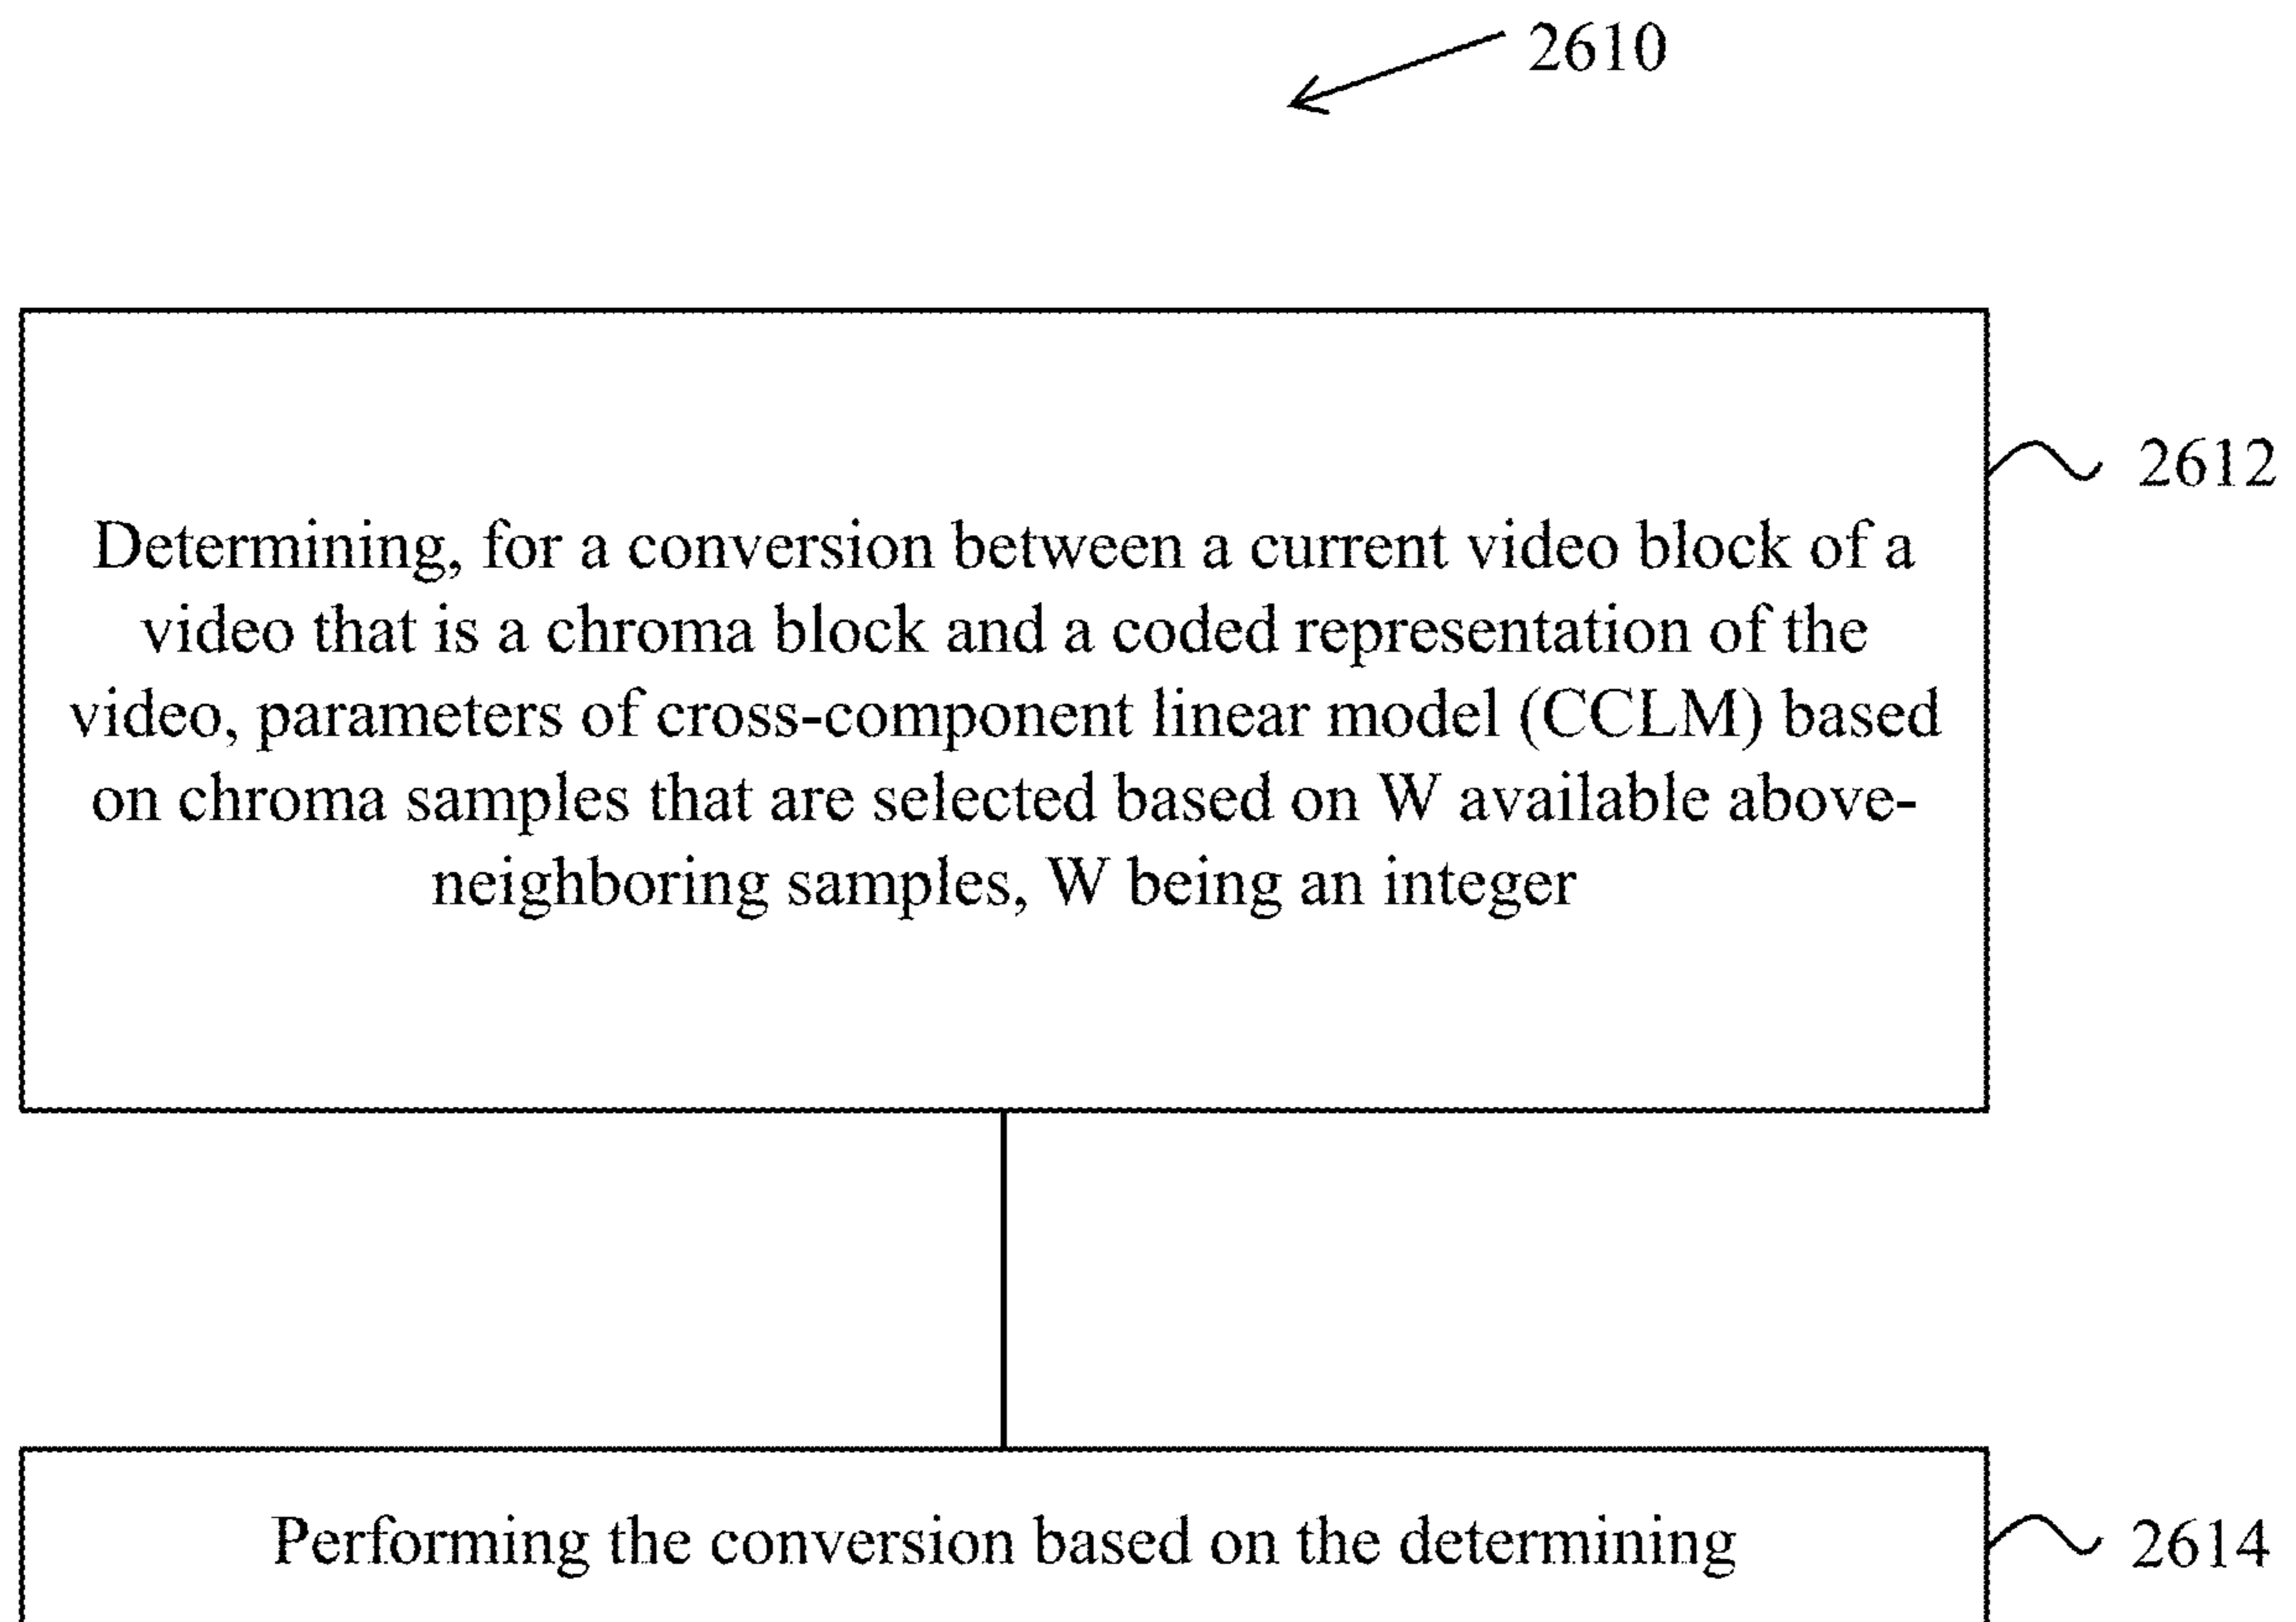 2610
2612
Determining, for a conversion between a current video block of a
video that is a chroma block and a coded representation of the
video, parameters of cross-component linear model (CCLM) based
on chroma samples that are selected based on W available above-
neighboring samples, W being an integer
Performing the conversion based on the determining
2614